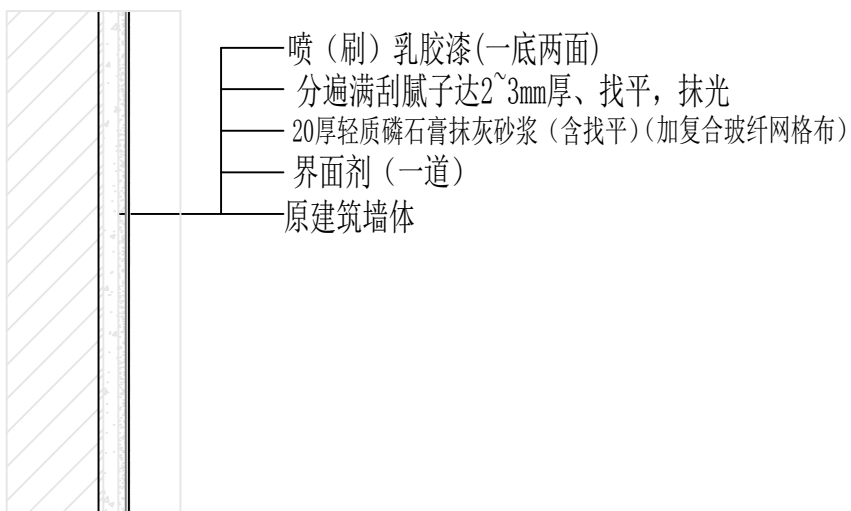 喷（刷）乳胶漆(一底两面)
分遍满刮腻子达2~3mm厚、找平，抹光
20厚轻质磷石膏抹灰砂浆（含找平)(加复合玻纤网格布）
界面剂（一道）
原建筑墙体